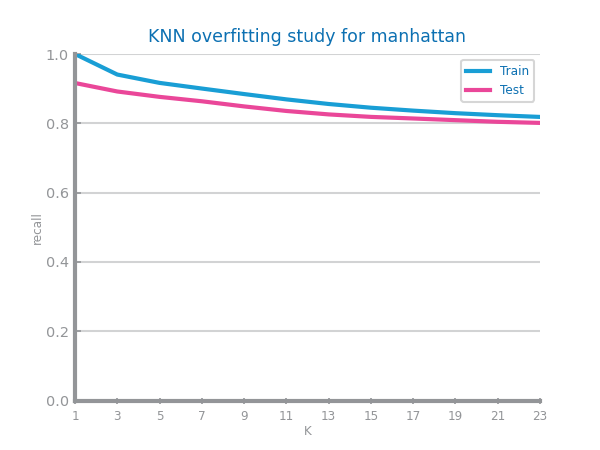 KNN overfitting study for manhattan
1.0
Train
Test
0.8
0.6
recall
0.4
0.2
0.0
1 3 5 7 9 11 13 15 17 19 21 23
K